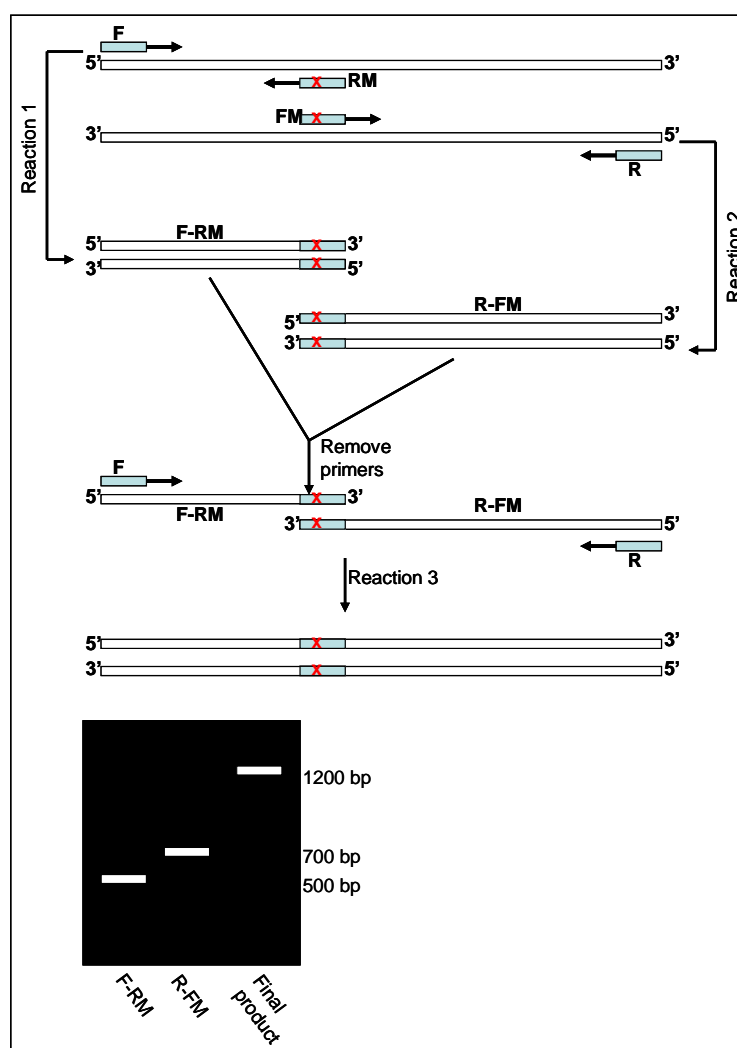 F
5’ 3’
RM
Reaction 1
FM
3’ 5’
R
Reaction 2
F-RM
5’ 3’
3’ 5’
R-FM
5’ 3’
3’ 5’
Remove
primers
F
5’ 3’
F-RM
R-FM
3’ 5’
R
Reaction 3
5’ 3’
3’ 5’
1200 bp
700 bp
500 bp
F-RM
R-FM
Final
product